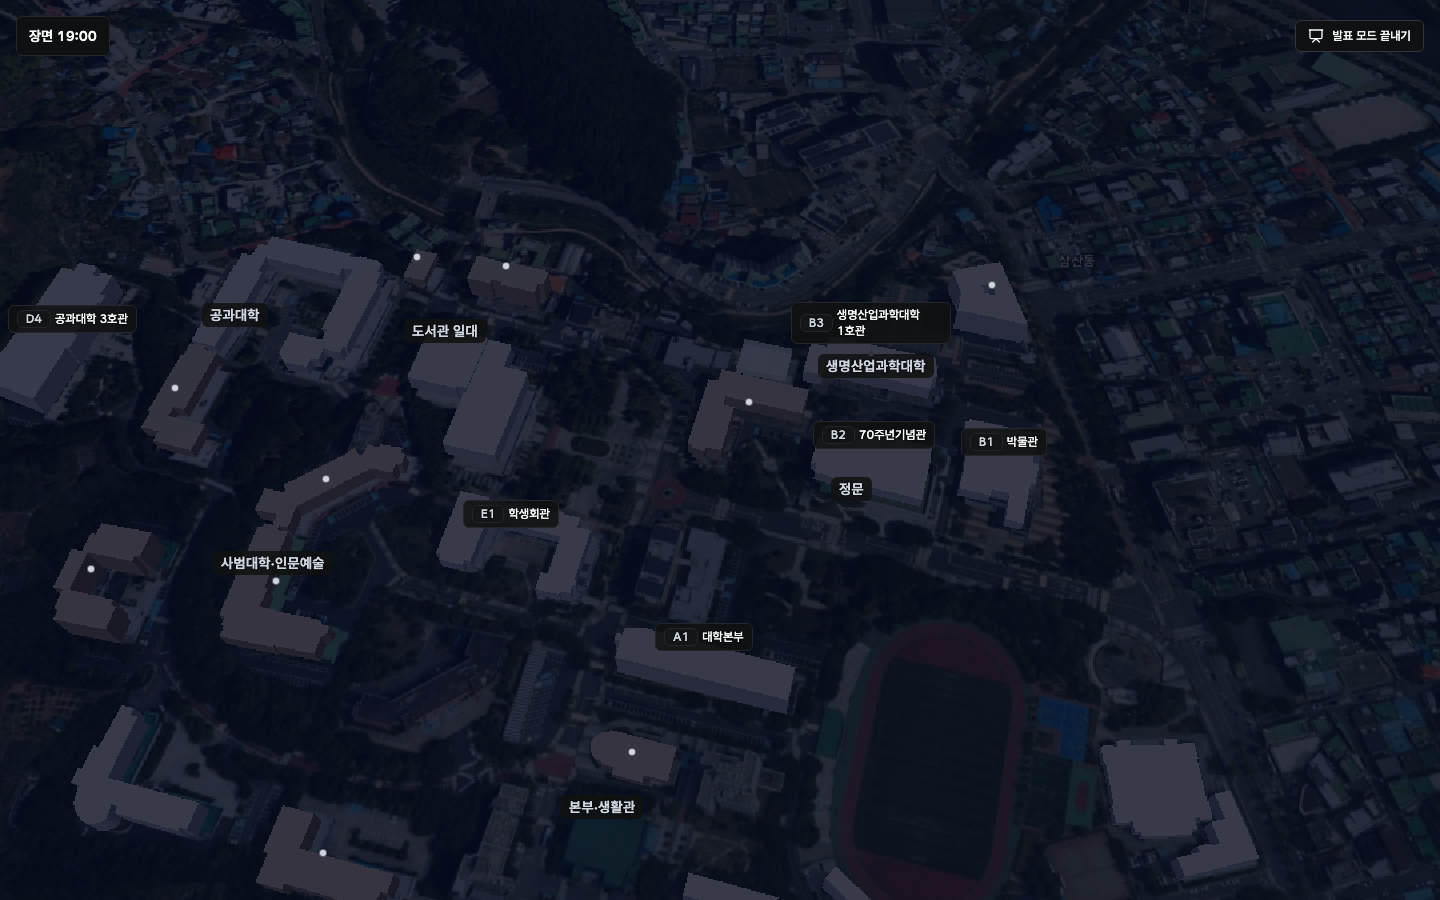 장면 19:00
발표 모드 끝내기
삼산동
D4 공과대학 3호관
공과대학
도서관 일대
B3 생명산업과학대학
1호관
생명산업과학대학
B2 70주년기념관
B1 박물관
정문
E1 학생회관
사범대학·인문예술
A1 대학본부
본부·생활관